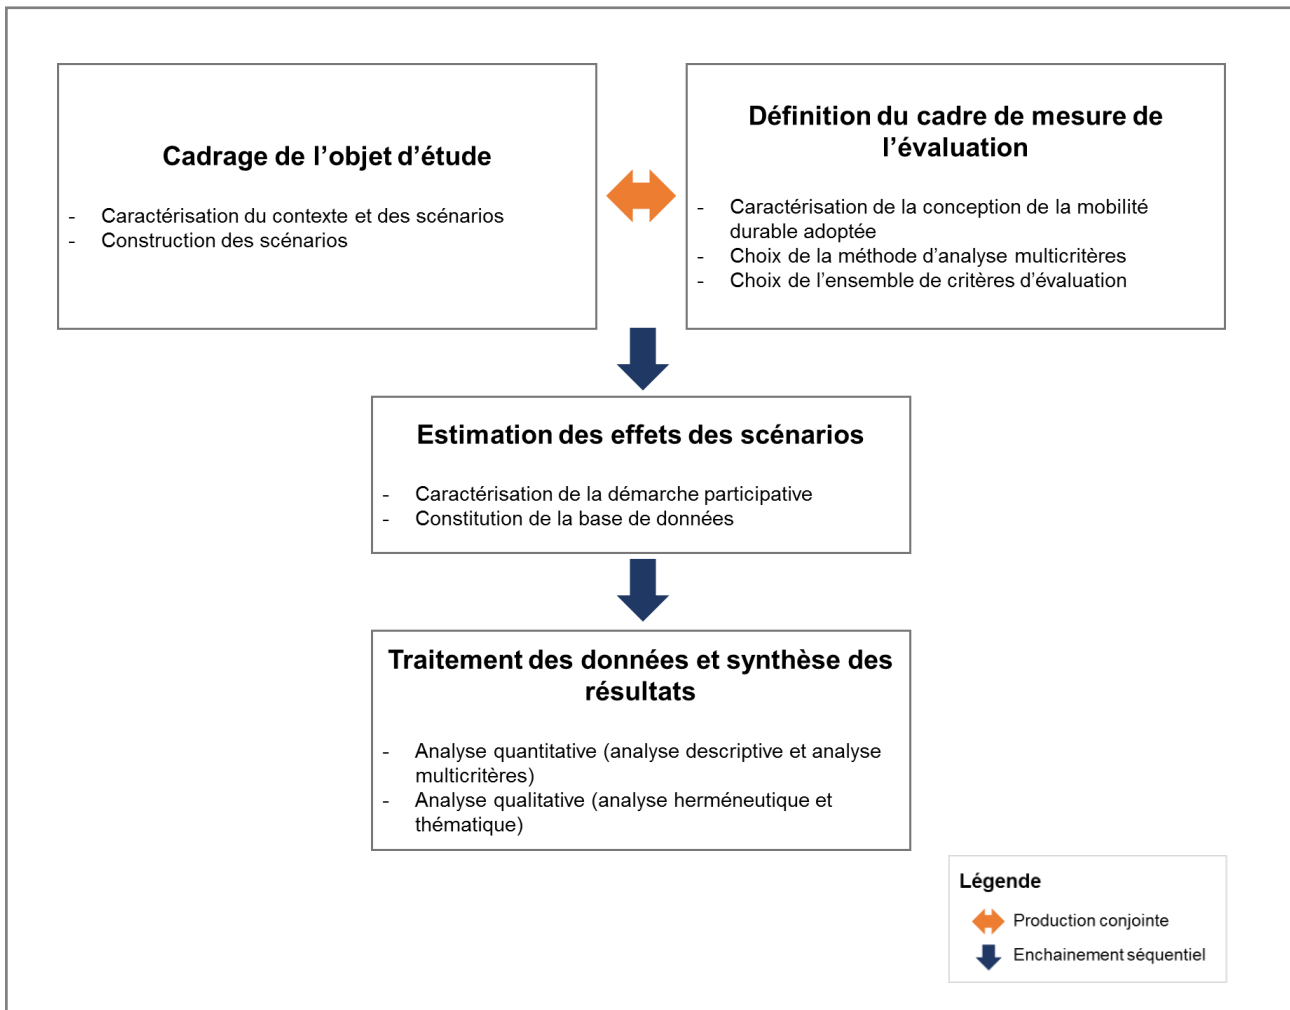 Cadrage de l’objet d’étude
- Caractérisation du contexte et des scénarios
- Construction des scénarios
Définition du cadre de mesure de
l’évaluation
- Caractérisation de la conception de la mobilité
durable adoptée
- Choix de la méthode d’analyse multicritères
- Choix de l’ensemble de critères d’évaluation
Estimation des effets des scénarios
- Caractérisation de la démarche participative
- Constitution de la base de données
Traitement des données et synthèse des
résultats
- Analyse quantitative (analyse descriptive et analyse
multicritères)
- Analyse qualitative (analyse herméneutique et
thématique)
Légende
Production conjointe
Enchainement séquentiel